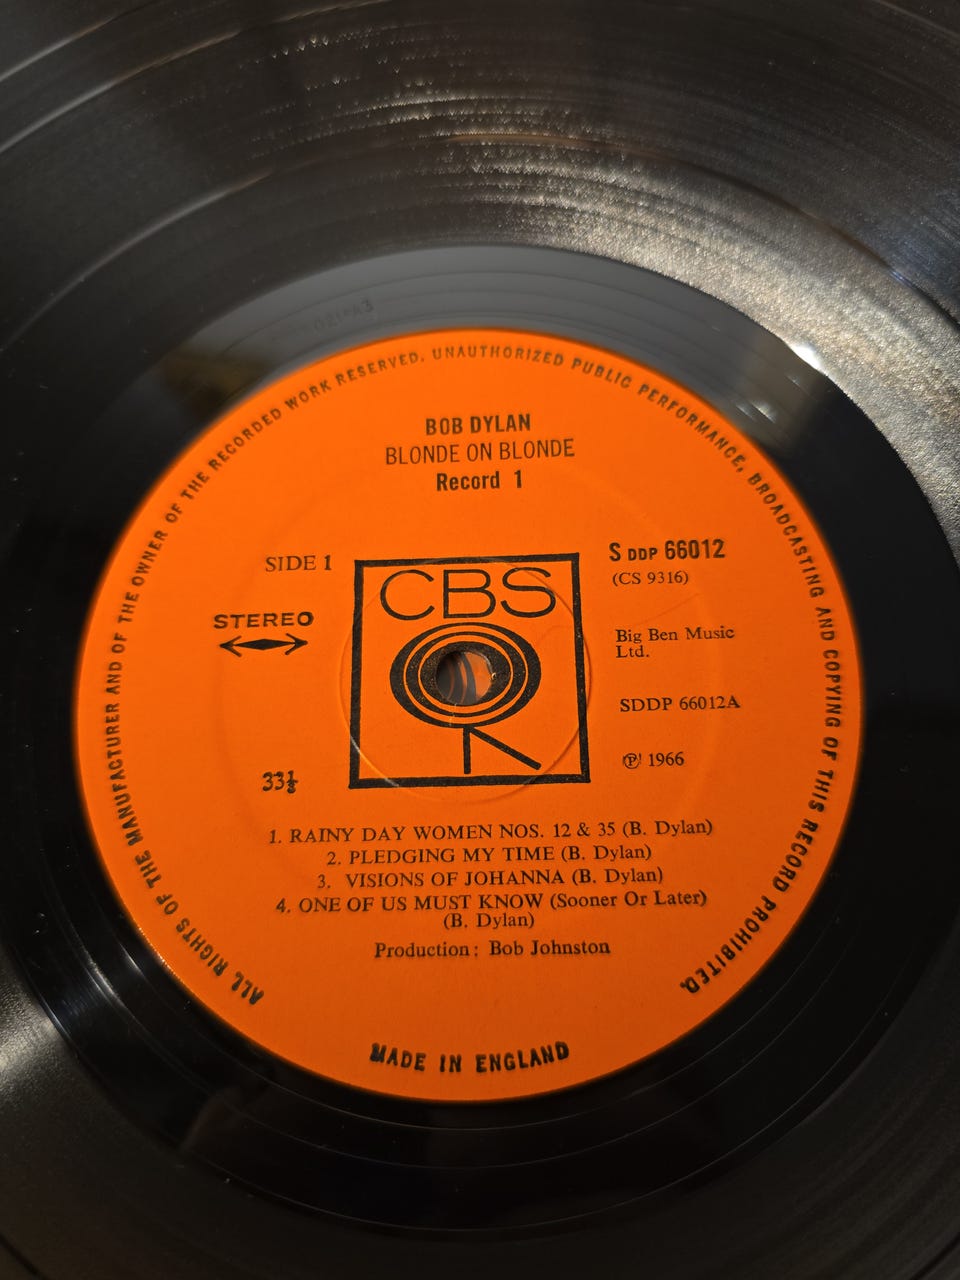 ALL RIGHTS OF THE MANUFACTURER AND OF THE OWNER OF THE RECORDED WORK RESERVED. UNAUTHORIZED PUBLIC PERFORMANCE, BROADCASTING AND COPYING OF THIS RECORD PROHIBITED.
BOB DYLAN
BLONDE ON BLONDE
Record 1
SIDE 1
STEREO
33⅓
CBS
S DDP 66012
(CS 9316)
Big Ben Music
Ltd.
SDDP 66012A
℗ 1966
1. RAINY DAY WOMEN NOS. 12 & 35 (B. Dylan)
2. PLEDGING MY TIME (B. Dylan)
3. VISIONS OF JOHANNA (B. Dylan)
4. ONE OF US MUST KNOW (Sooner Or Later)
(B. Dylan)
Production: Bob Johnston
MADE IN ENGLAND